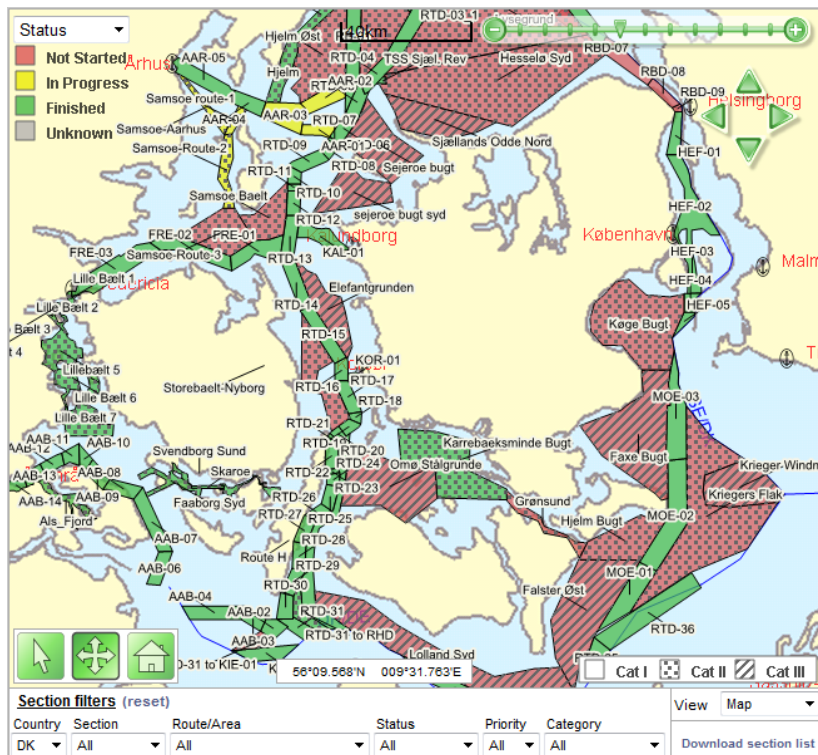 Status
Not Started
In Progress
Finished
Unknown
40km
RTD-03
Hjelm Øst
RTD-04
TSS Sjæl. Rev
Hesselø Syd
RBD-07
RBD-08
RBD-09
Helsingborg
Århus
AAR-05
Hjelm
AAR-02
Samsoe route-1
AAR-03
RTD-07
AAR-04
Samsoe-Aarhus
Samsoe-Route-2
RTD-09
AAR-01
RTD-08
Sjællands Odde Nord
Sejeroe bugt
HEF-01
RTD-11
RTD-10
Samsoe Baelt
sejeroe bugt syd
HEF-02
RTD-12
FRE-02
FRE-01
Kalundborg
København
HEF-03
FRE-03
Samsoe-Route-3
RTD-13
KAL-01
Malm
Lille Bælt 1
HEF-04
Elefantgrunden
Lille Bælt 2
RTD-14
HEF-05
Bælt 3
RTD-15
Køge Bugt
t 4
KOR-01
Lillebælt 5
Storebaelt-Nyborg
RTD-16
RTD-17
Lille Bælt 6
RTD-18
MOE-03
Lille Bælt 7
RTD-21
AAB-11
AAB-10
RTD-19
Karrebaeksminde Bugt
AAB-12
Svendborg Sund
RTD-20
Faxe Bugt
AAB-13
AAB-08
Skaroe
RTD-22
RTD-24
Omø Stålgrunde
Krieger-Windm
AAB-14
AAB-09
RTD-26
RTD-23
Grønsund
Kriegers Flak
Als_Fjord
Faaborg Syd
RTD-27
RTD-25
Hjelm Bugt
MOE-02
AAB-07
RTD-28
Route H
AAB-06
RTD-29
MOE-01
RTD-30
Falster Øst
AAB-04
AAB-02
RTD-31
RTD-36
RTD-31 to RHD
AAB-03
Lolland Syd
D-31 to KIE-01
56°09.568'N 009°31.763'E
Cat I Cat II Cat III
Section filters (reset)
View Map
Country Section Route/Area Status Priority Category
DK All All All All All
Download section list